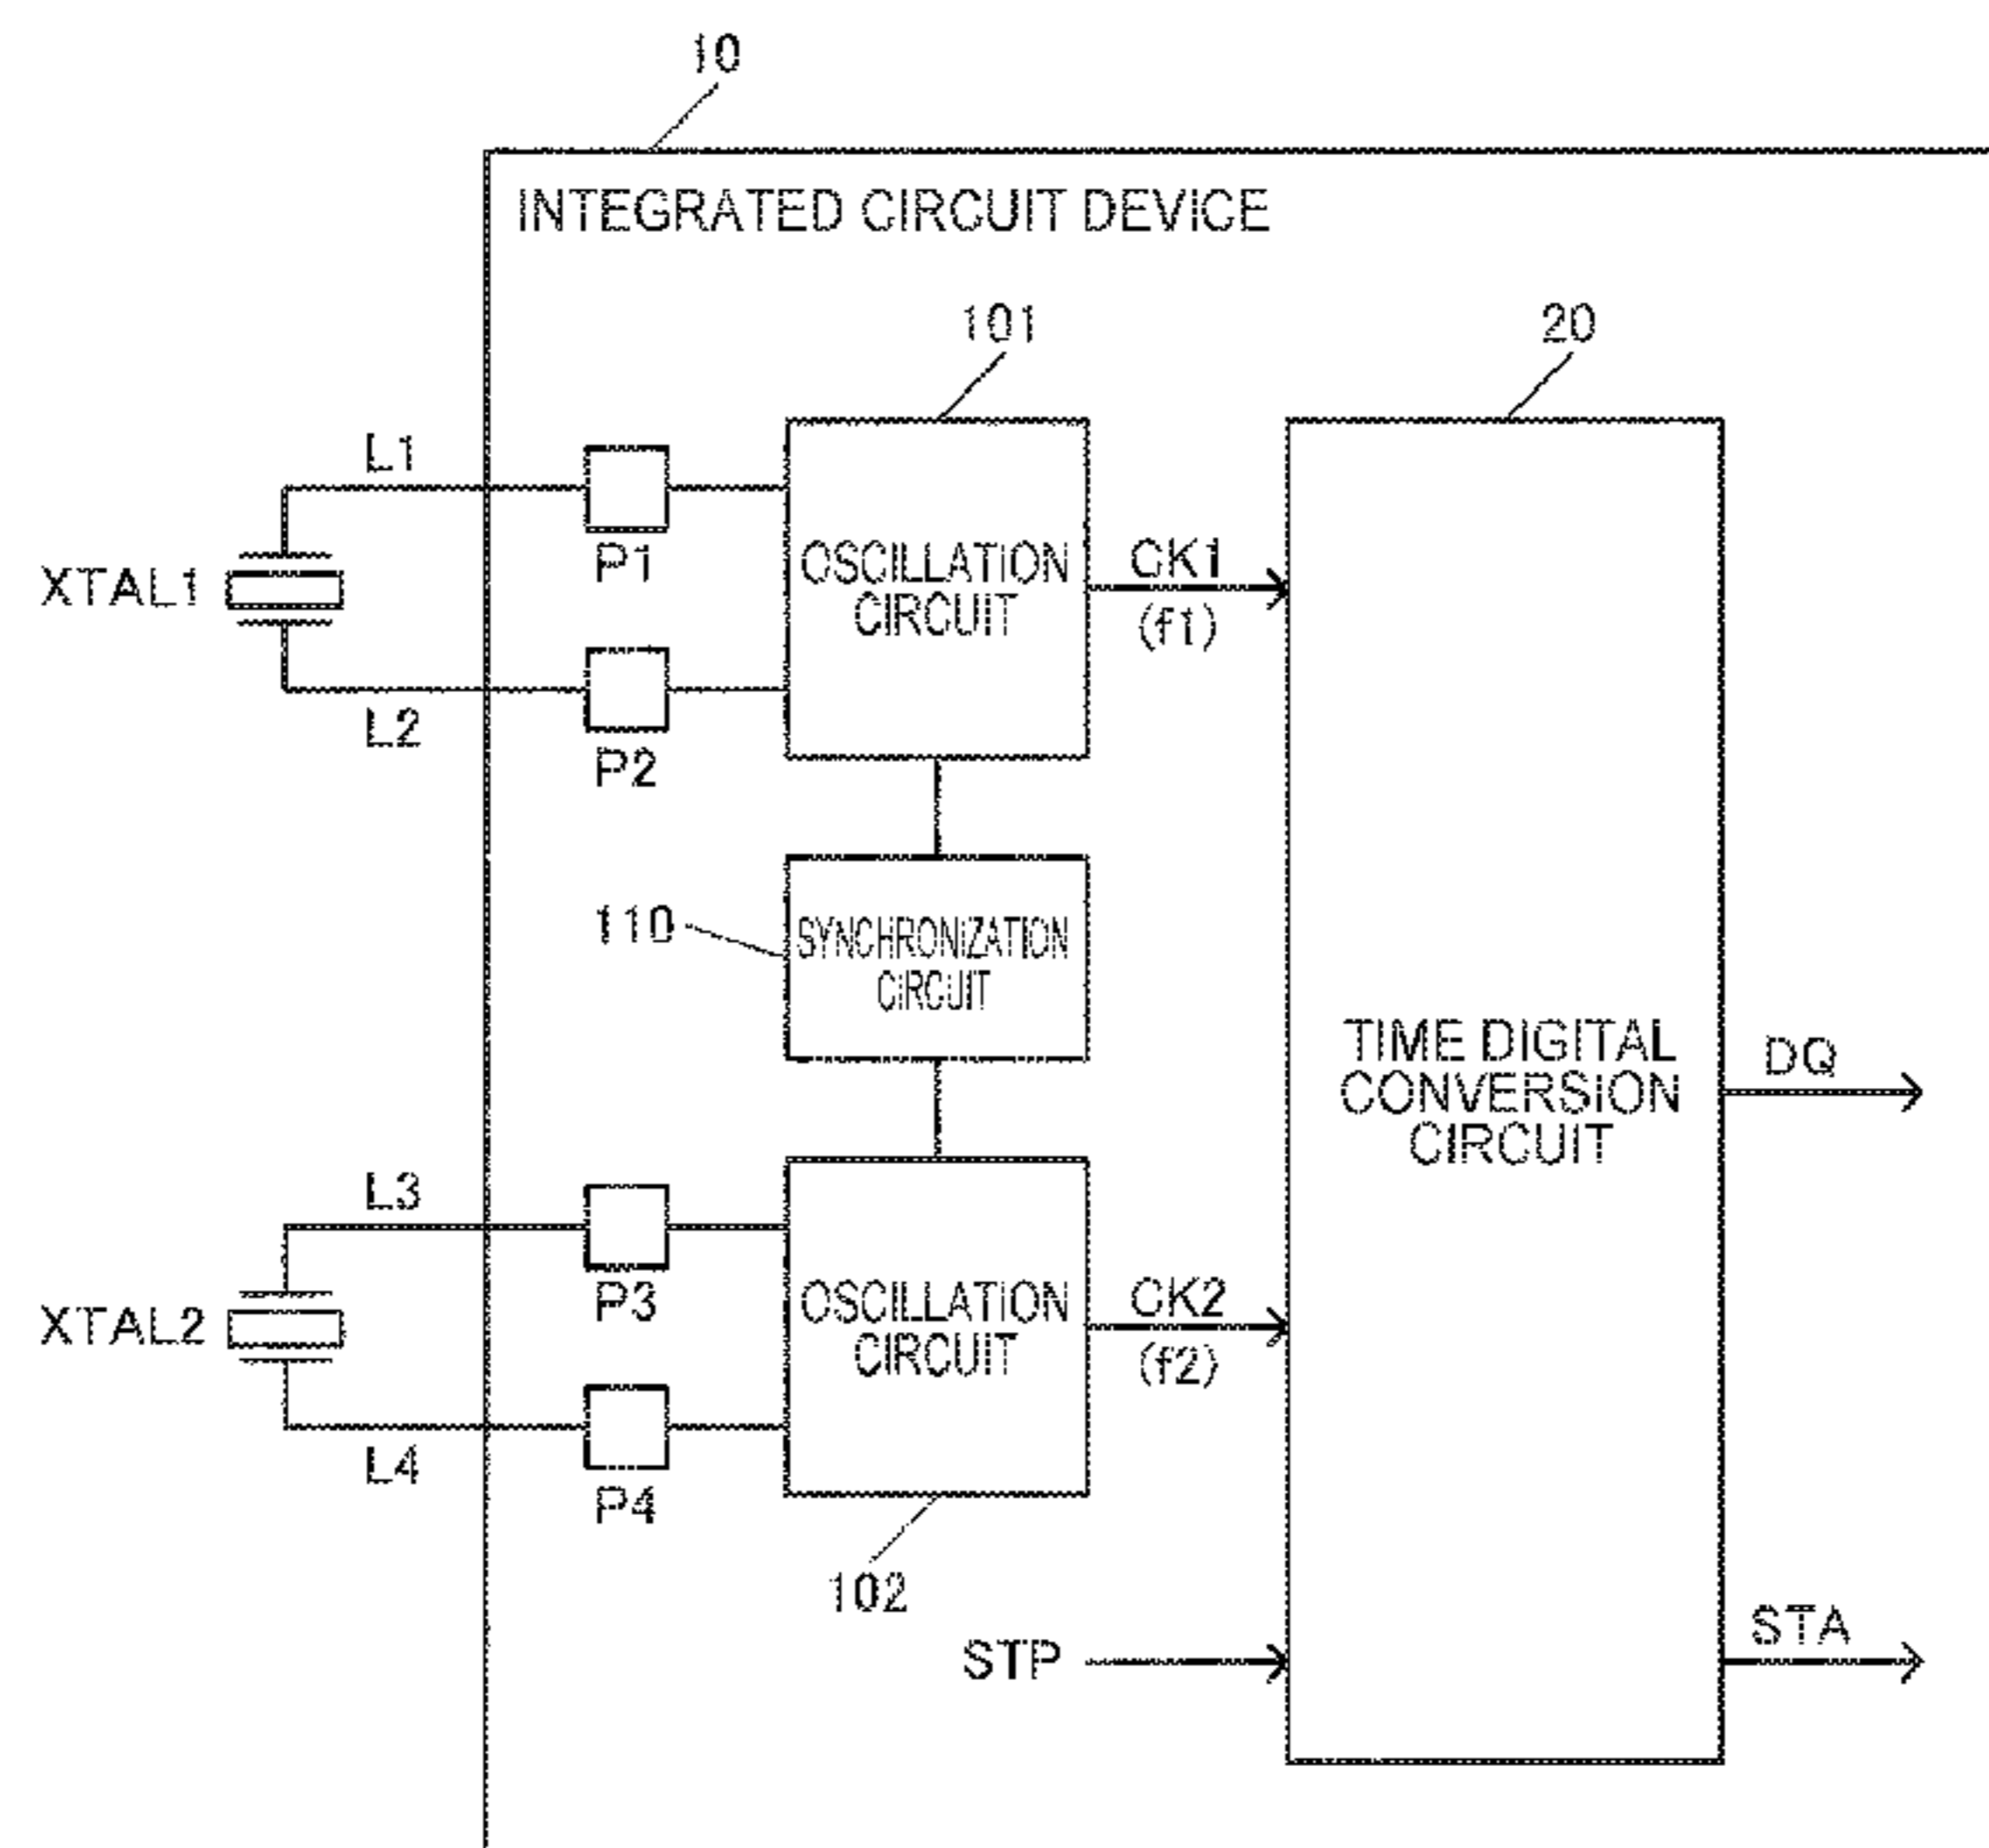 10
INTEGRATED CIRCUIT DEVICE
101
20
L1
P1
XTAL1
OSCILLATION
CIRCUIT
CK1
(f1)
L2
P2
110
SYNCHRONIZATION
CIRCUIT
TIME DIGITAL
CONVERSION
CIRCUIT
DQ
L3
P3
XTAL2
OSCILLATION
CIRCUIT
CK2
(f2)
L4
P4
102
STP
STA